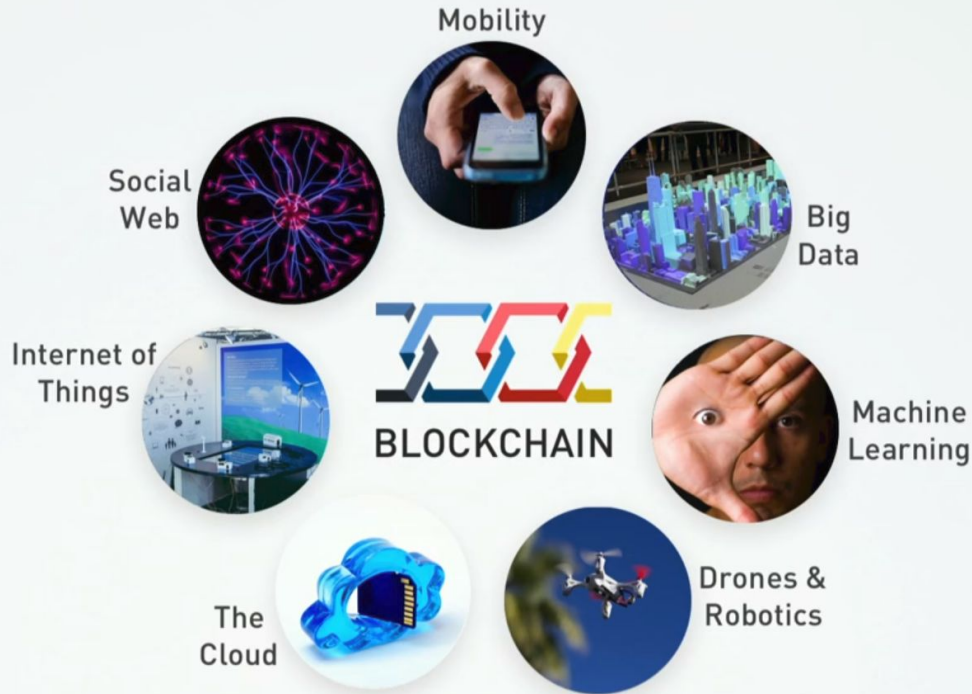 Mobility
Social
Web
Big
Data
Internet of
Things
BLOCKCHAIN
Machine
Learning
Drones &
Robotics
The
Cloud